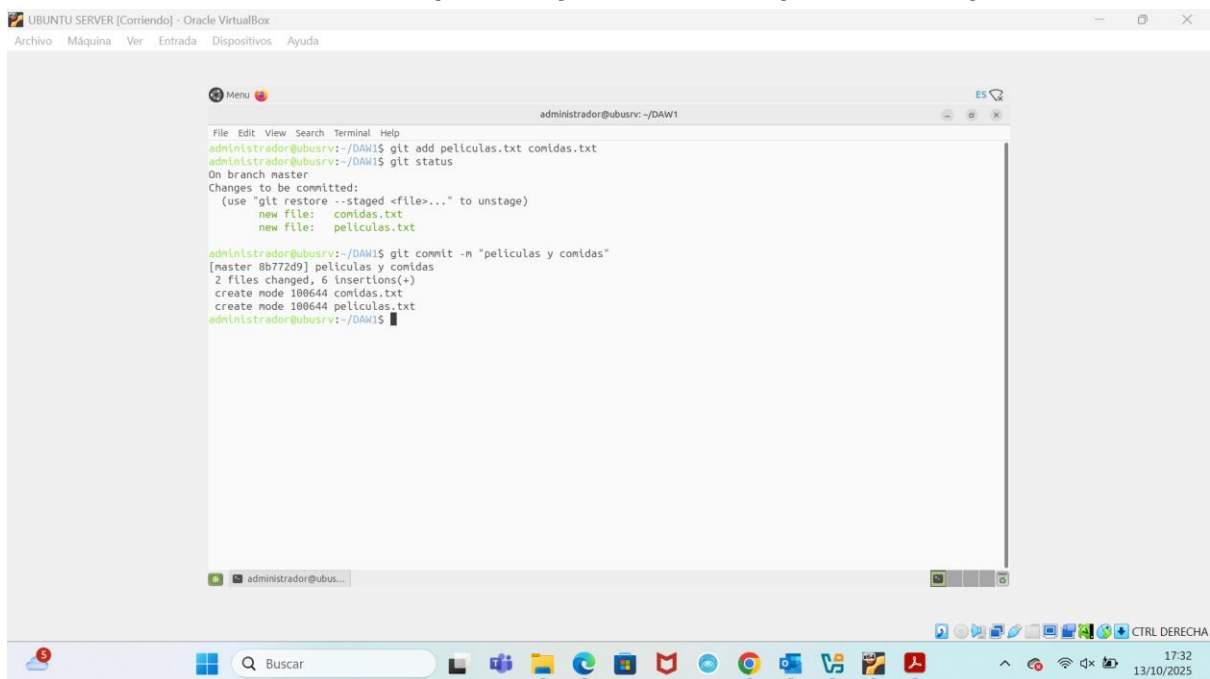 UBUNTU SERVER [Corriendo] - Oracle VirtualBox
Archivo Máquina Ver Entrada Dispositivos Ayuda
Menu ES
administrador@ubusrv: ~/DAW1
File Edit View Search Terminal Help
administrador@ubusrv:~/DAW1$ git add peliculas.txt comidas.txt
administrador@ubusrv:~/DAW1$ git status
On branch master
Changes to be committed:
(use "git restore --staged <file>..." to unstage)
new file: comidas.txt
new file: peliculas.txt
administrador@ubusrv:~/DAW1$ git commit -m "peliculas y comidas"
[master 8b772d9] peliculas y comidas
2 files changed, 6 insertions(+)
create mode 100644 comidas.txt
create mode 100644 peliculas.txt
administrador@ubusrv:~/DAW1$
administrador@ubus...
CTRL DERECHA
5
Buscar
17:32
13/10/2025